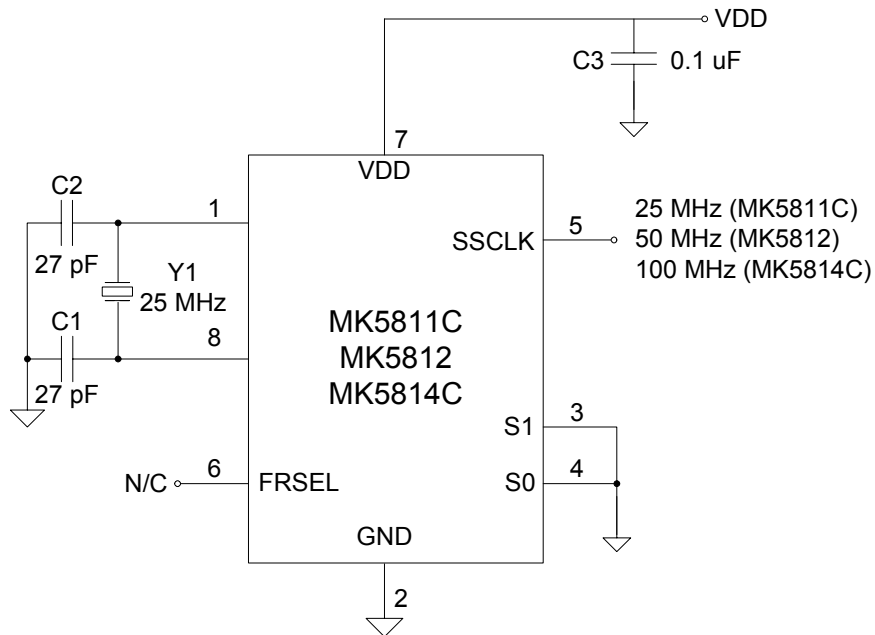 VDD
C3
0.1 uF
7
VDD
C2
27 pF
1
Y1
25 MHz
C1
27 pF
8
SSCLK
5
25 MHz (MK5811C)
50 MHz (MK5812)
100 MHz (MK5814C)
MK5811C
MK5812
MK5814C
S1
3
S0
4
N/C
6
FRSEL
GND
2